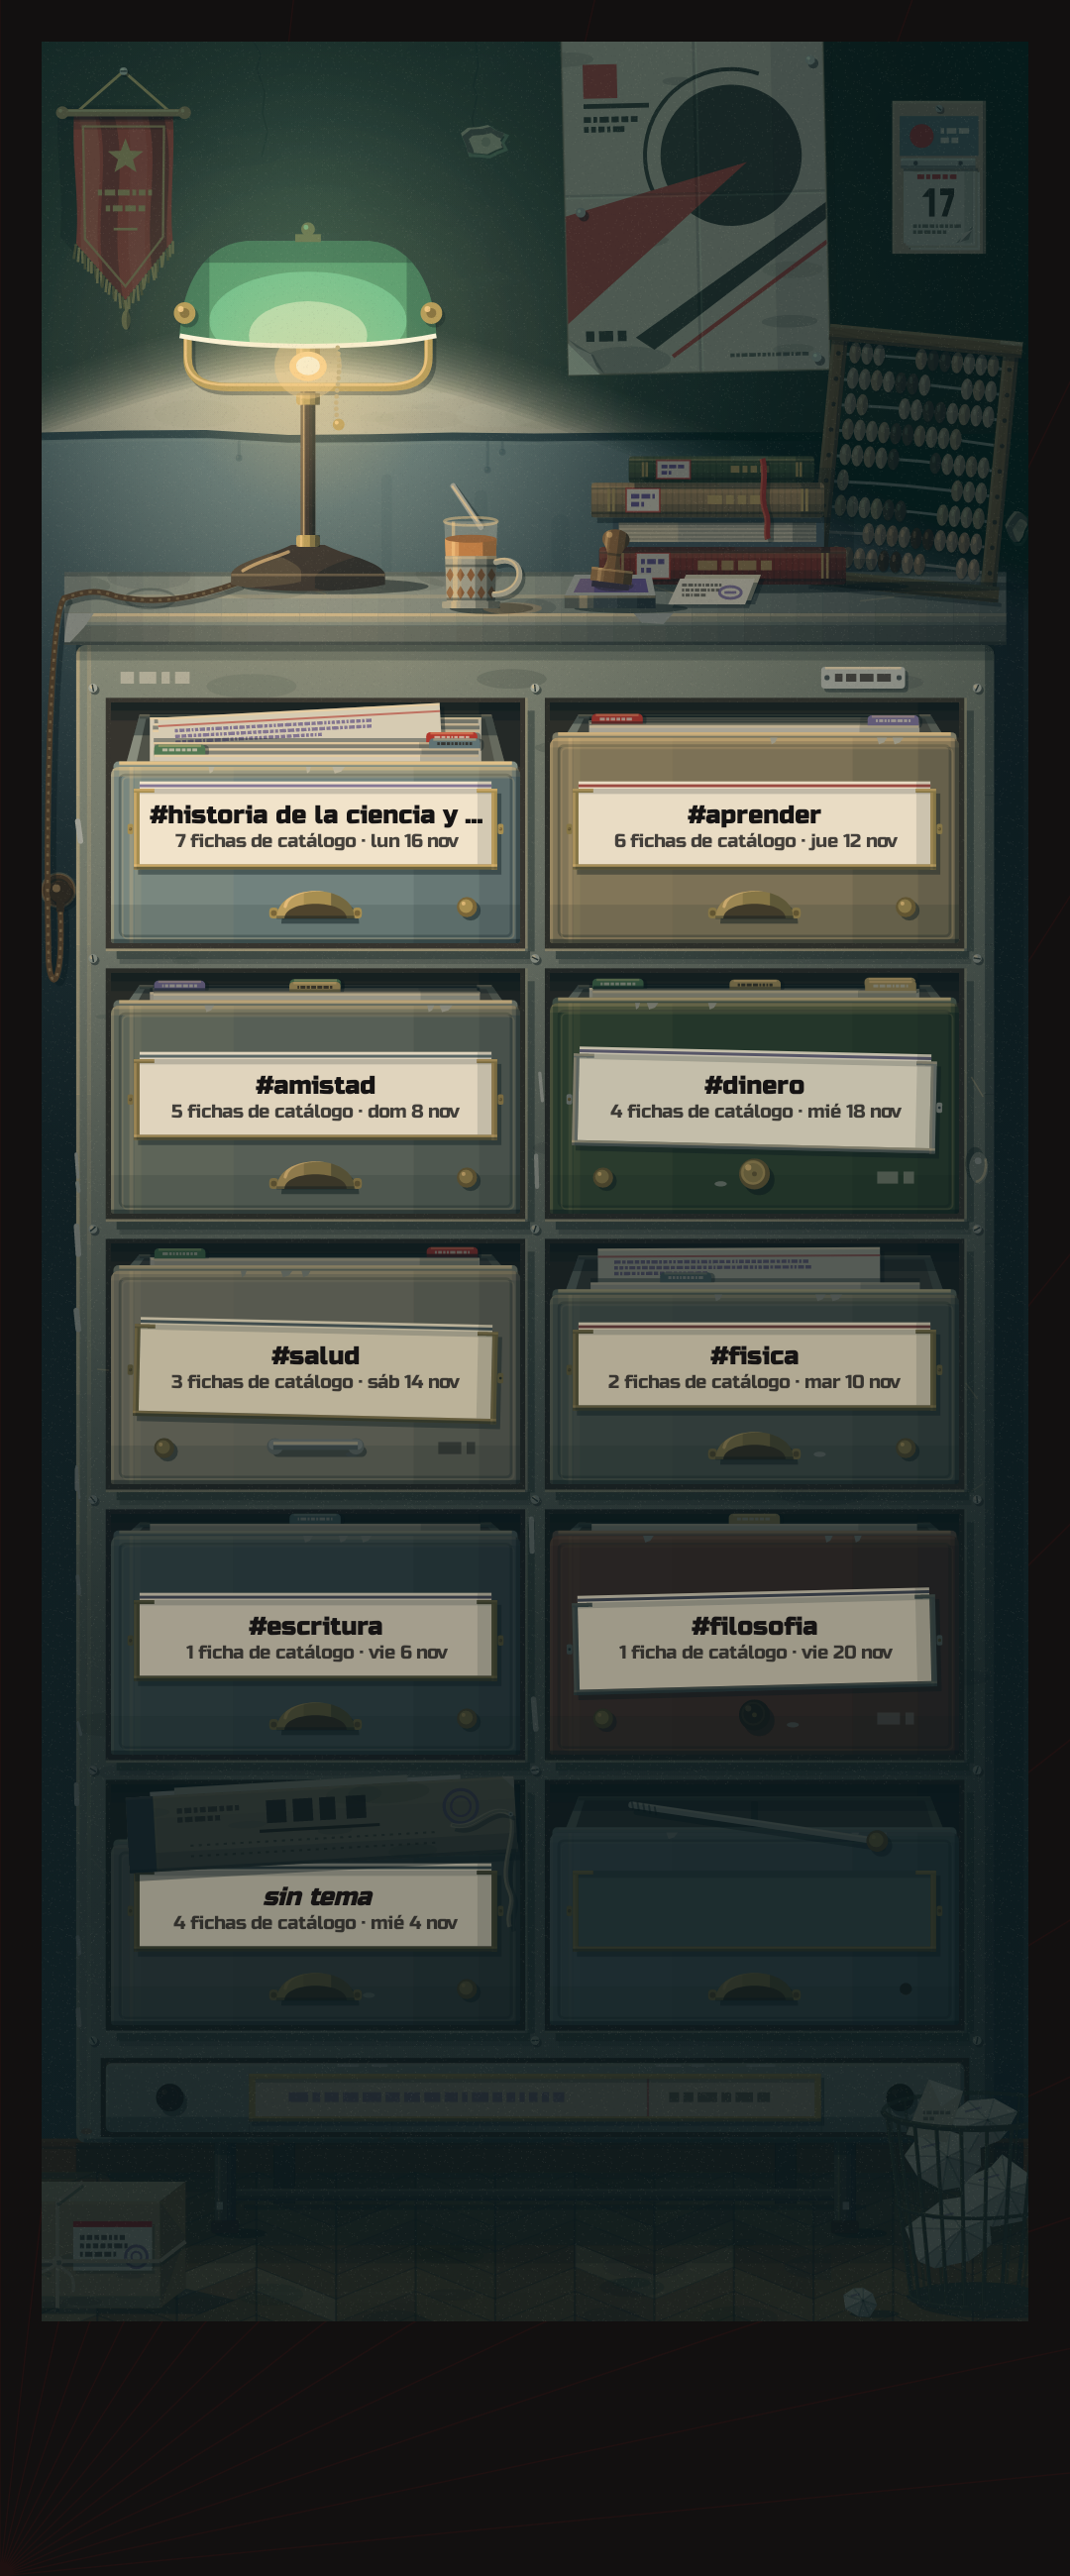 17
#historia de la ciencia y ...
7 fichas de catálogo · lun 16 nov
#aprender
6 fichas de catálogo · jue 12 nov
#amistad
5 fichas de catálogo · dom 8 nov
#dinero
4 fichas de catálogo · mié 18 nov
#salud
3 fichas de catálogo · sáb 14 nov
#fisica
2 fichas de catálogo · mar 10 nov
#escritura
1 ficha de catálogo · vie 6 nov
#filosofia
1 ficha de catálogo · vie 20 nov
sin tema
4 fichas de catálogo · mié 4 nov